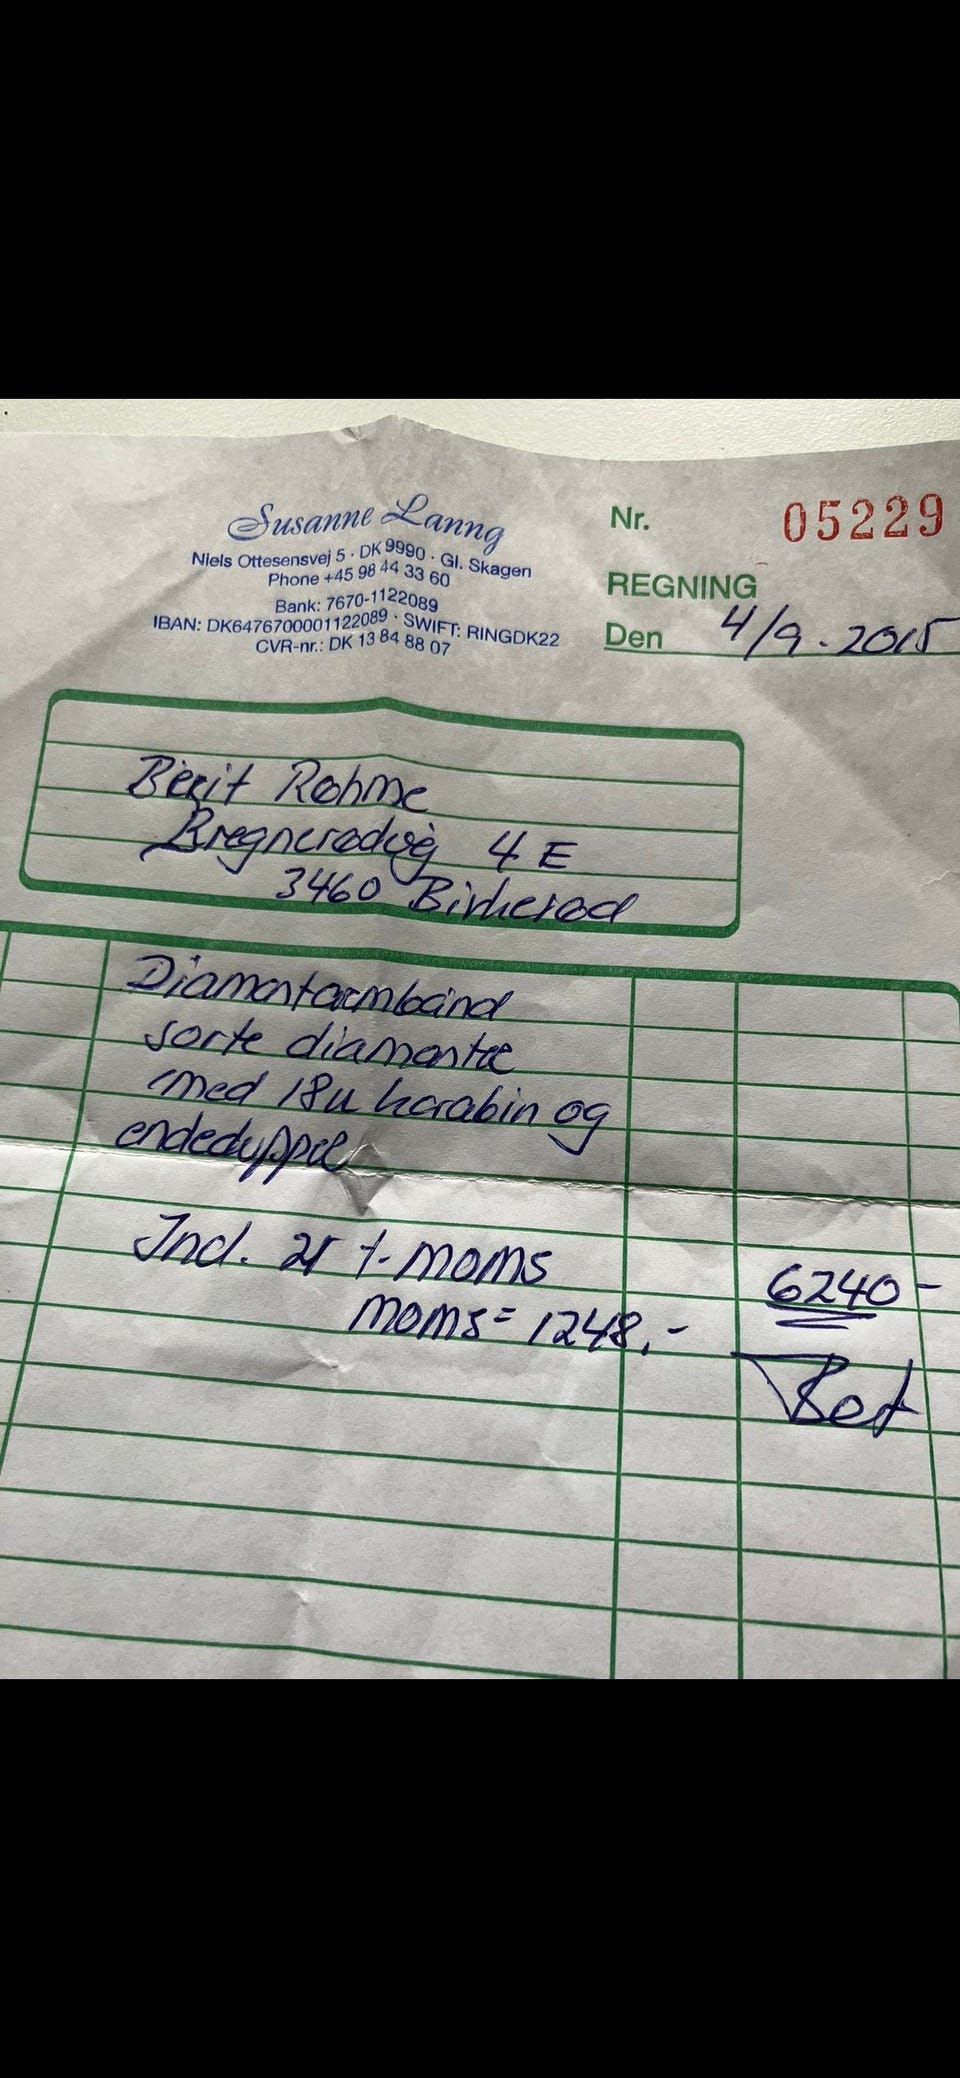 Susanne Lanng
Niels Ottesensvej 5 · DK 9990 · Gl. Skagen
Phone +45 98 44 33 60
Bank: 7670-1122089
IBAN: DK6476700001122089 · SWIFT: RINGDK22
CVR-nr.: DK 13 84 88 07
Nr. 05229
REGNING
Den 4/9 - 2015
Berit Rohme
Bregnerødvej 4 E
3460 Birkerød
Diamantarmbånd
sorte diamanter
med 18k karabin og
endeduppe
Incl. 25 % moms 6240-
moms = 1248.-
Bet